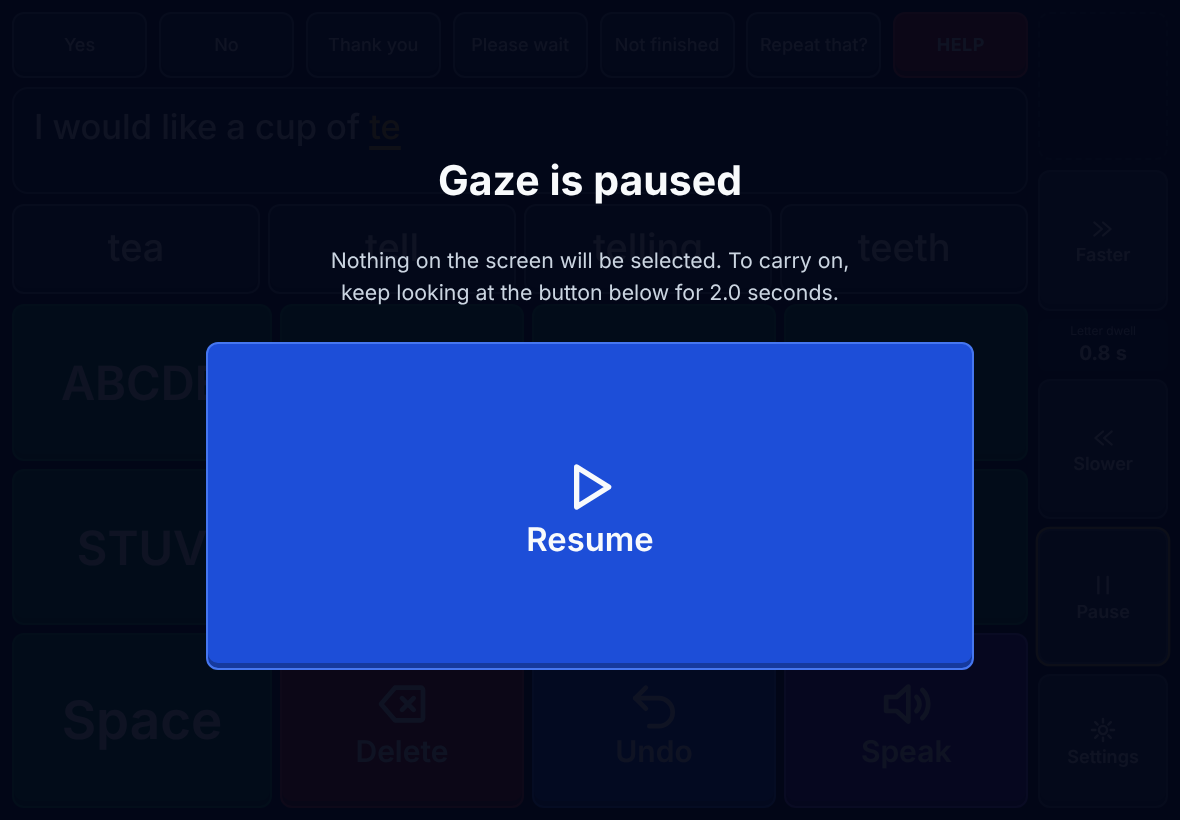 Yes
No
Thank you
Please wait
Not finished
Repeat that?
HELP
I would like a cup of te
Gaze is paused
tea
tell
telling
teeth
Nothing on the screen will be selected. To carry on,
keep looking at the button below for 2.0 seconds.
Faster
Letter dwell
0.8 s
Slower
Resume
Pause
Space
Delete
Undo
Speak
Settings